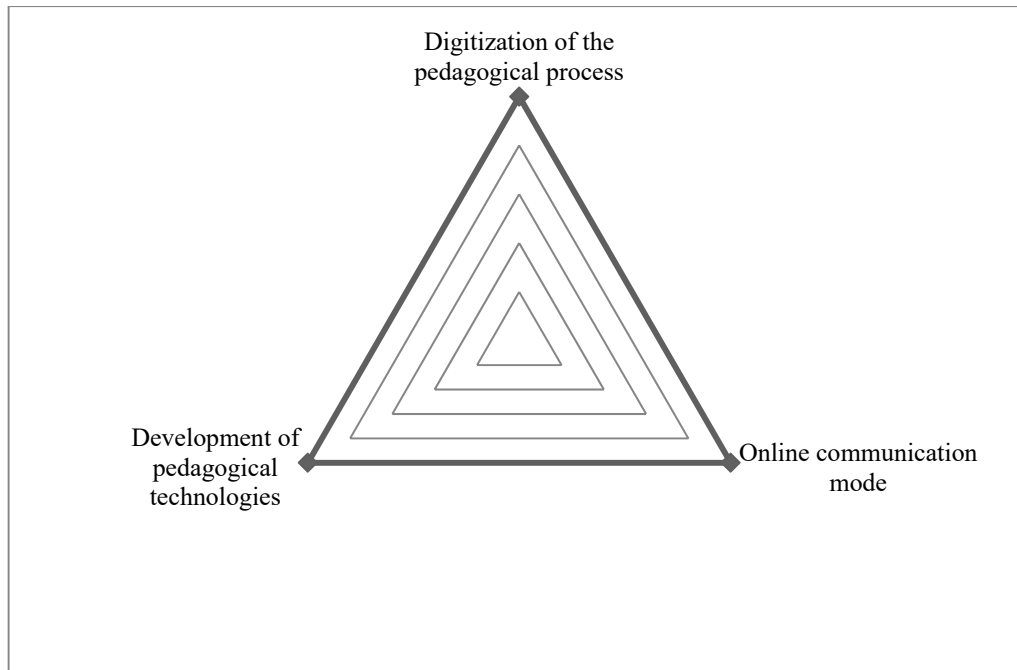 Digitization of the
pedagogical process
Development of
pedagogical
technologies
Online communication
mode